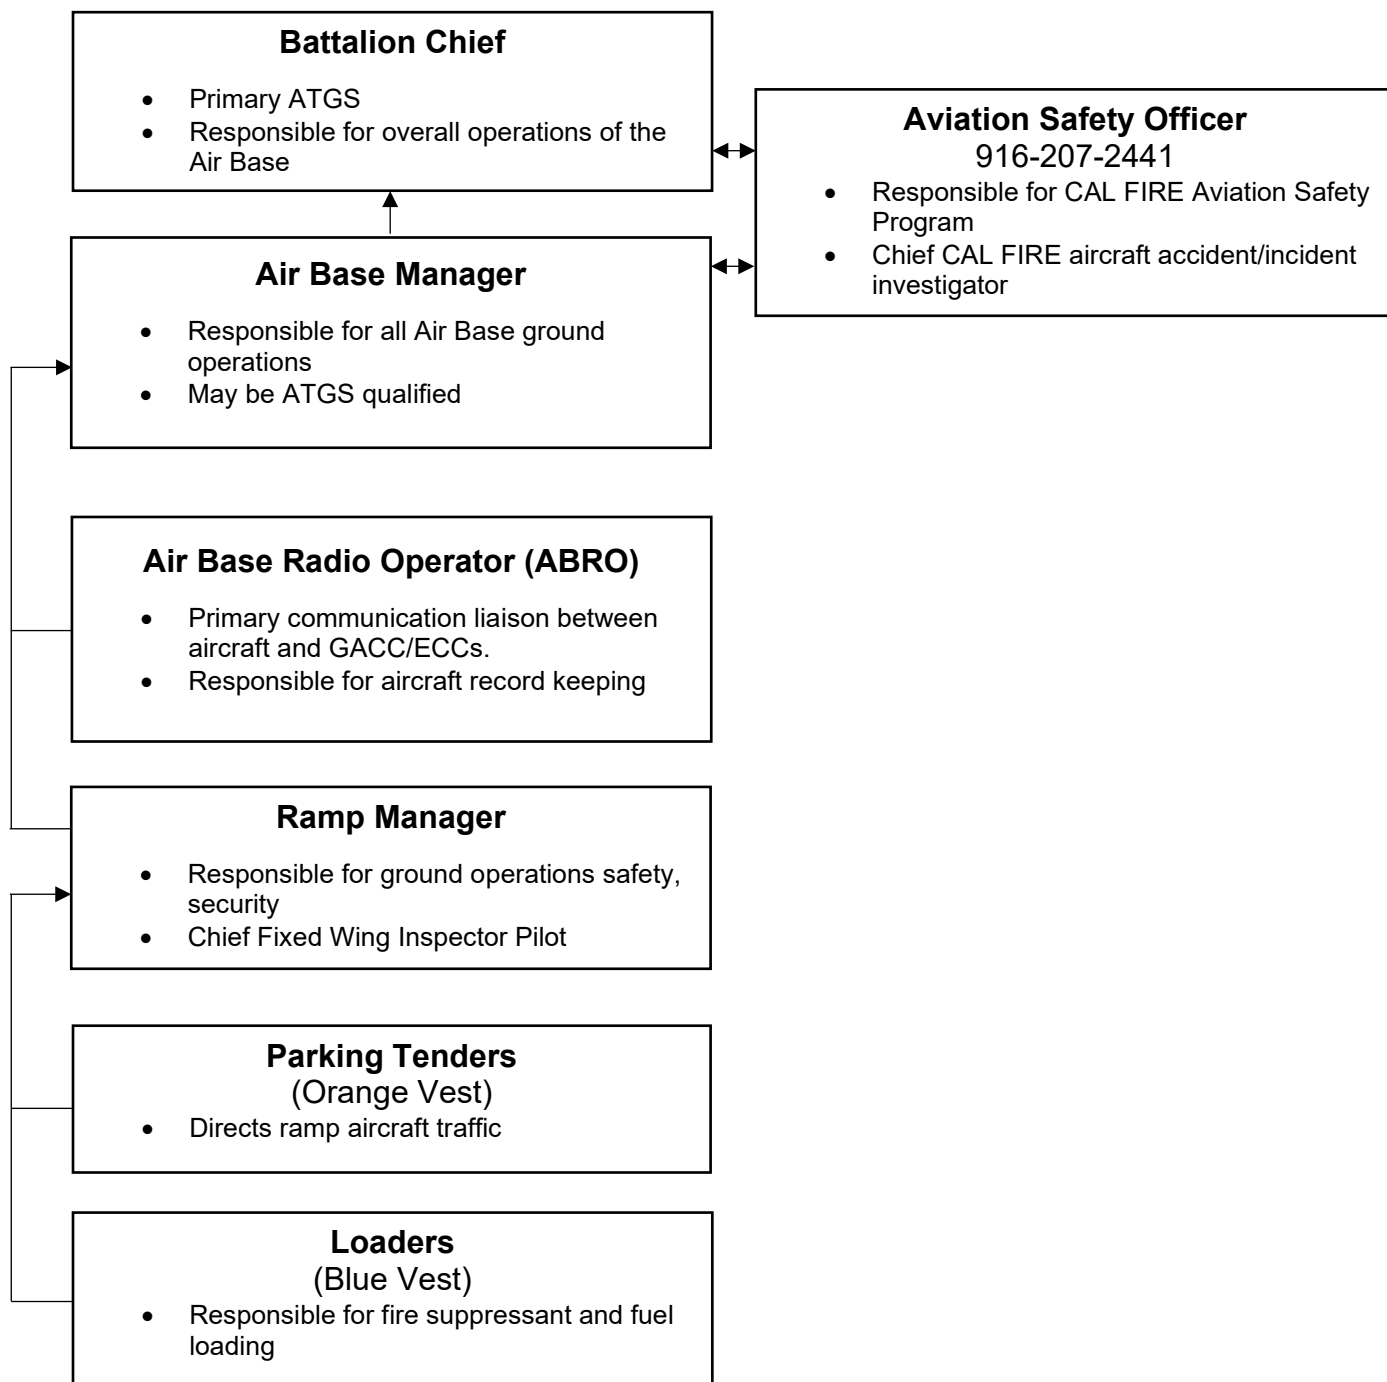 Battalion Chief
• Primary ATGS
• Responsible for overall operations of the
Air Base
Aviation Safety Officer
916-207-2441
• Responsible for CAL FIRE Aviation Safety
Program
• Chief CAL FIRE aircraft accident/incident
investigator
Air Base Manager
• Responsible for all Air Base ground
operations
• May be ATGS qualified
Air Base Radio Operator (ABRO)
• Primary communication liaison between
aircraft and GACC/ECCs.
• Responsible for aircraft record keeping
Ramp Manager
• Responsible for ground operations safety,
security
• Chief Fixed Wing Inspector Pilot
Parking Tenders
(Orange Vest)
• Directs ramp aircraft traffic
Loaders
(Blue Vest)
• Responsible for fire suppressant and fuel
loading